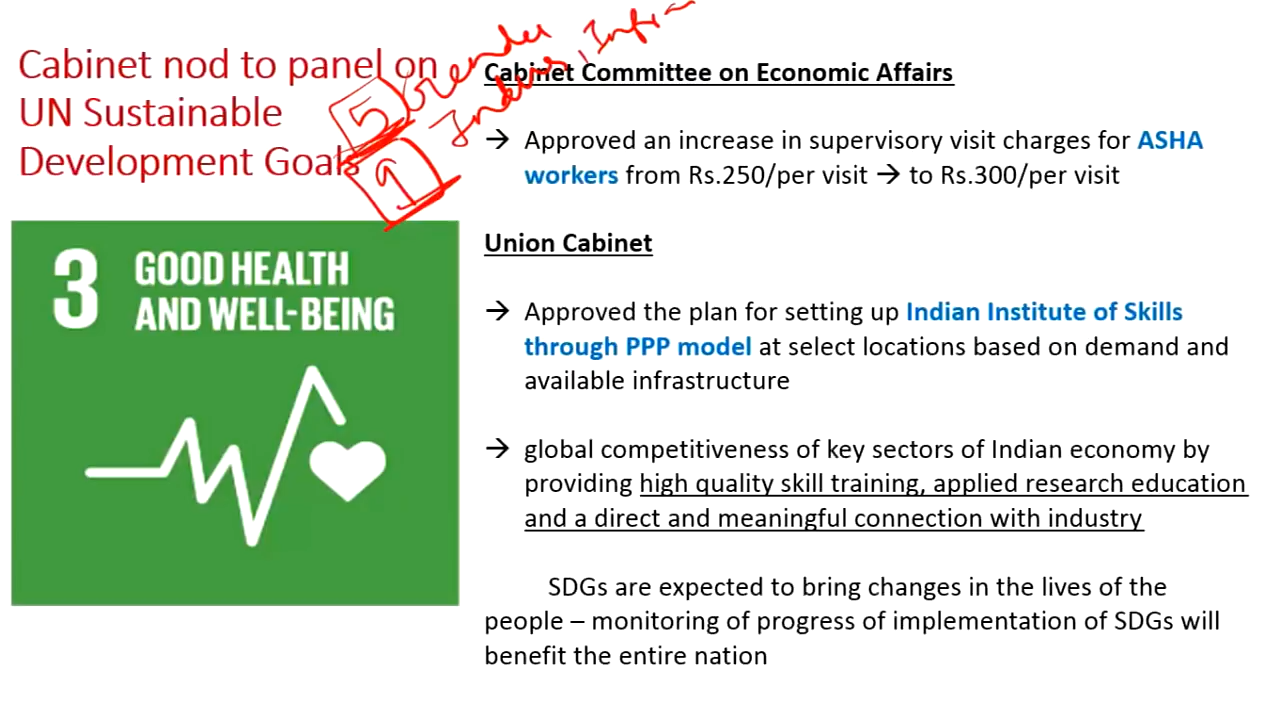 Cabinet nod to panel on
UN Sustainable
Development Goals
5 Gender
9 Indus, Infr
3 GOOD HEALTH
AND WELL-BEING
Cabinet Committee on Economic Affairs
→ Approved an increase in supervisory visit charges for ASHA
workers from Rs.250/per visit → to Rs.300/per visit
Union Cabinet
→ Approved the plan for setting up Indian Institute of Skills
through PPP model at select locations based on demand and
available infrastructure
→ global competitiveness of key sectors of Indian economy by
providing high quality skill training, applied research education
and a direct and meaningful connection with industry
SDGs are expected to bring changes in the lives of the
people – monitoring of progress of implementation of SDGs will
benefit the entire nation